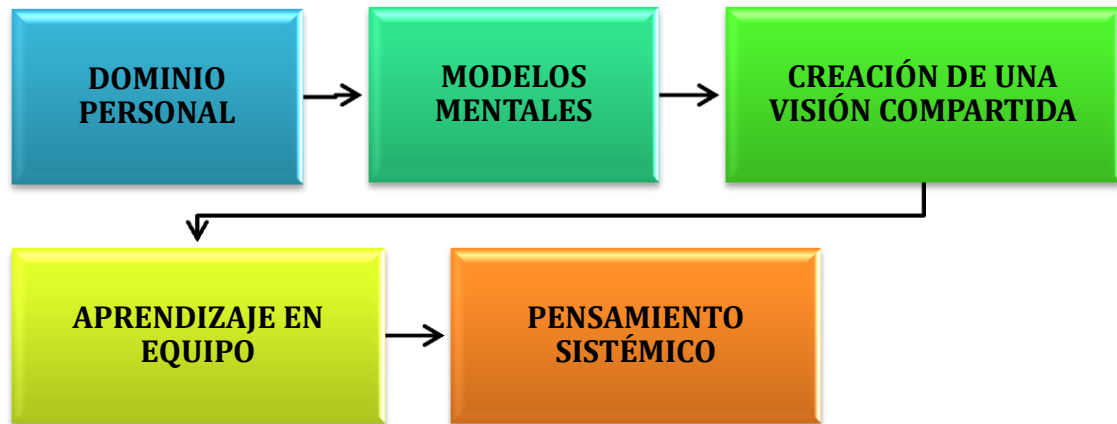 DOMINIO
PERSONAL
MODELOS
MENTALES
CREACIÓN DE UNA
VISIÓN COMPARTIDA
APRENDIZAJE EN
EQUIPO
PENSAMIENTO
SISTÉMICO